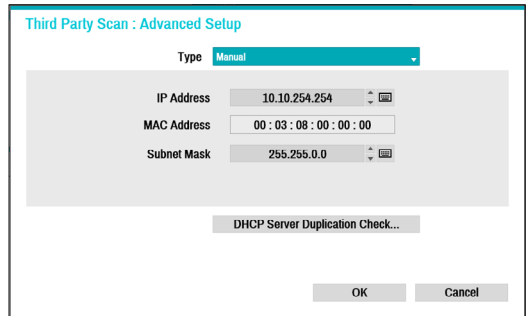 Third Party Scan : Advanced Setup
Type Manual
IP Address 10.10.254.254
MAC Address 00 : 03 : 08 : 00 : 00 : 00
Subnet Mask 255.255.0.0
DHCP Server Duplication Check...
OK Cancel